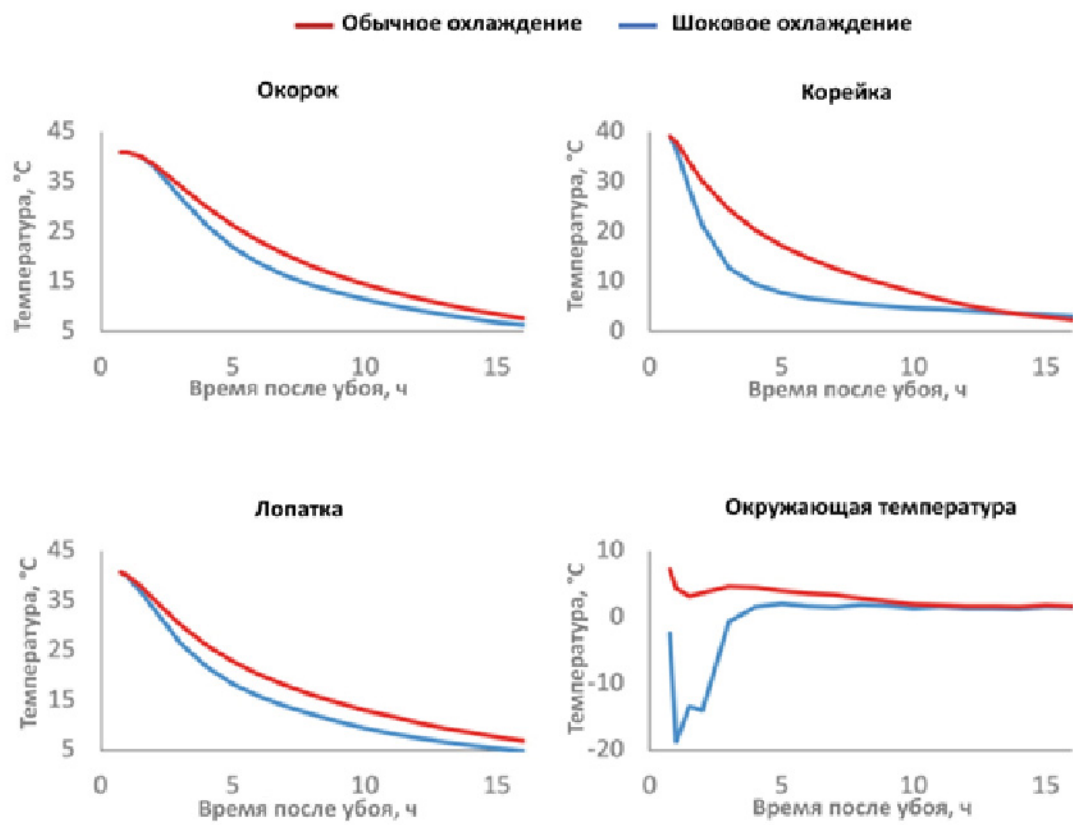 Обычное охлаждение Шоковое охлаждение
Окорок
Температура, °С
45
35
25
15
5
0 5 10 15
Время после убоя, ч
Корейка
Температура, °С
40
30
20
10
0
0 5 10 15
Время после убоя, ч
Лопатка
Температура, °С
45
35
25
15
5
0 5 10 15
Время после убоя, ч
Окружающая температура
Температура, °С
10
0
-10
-20
0 5 10 15
Время после убоя, ч